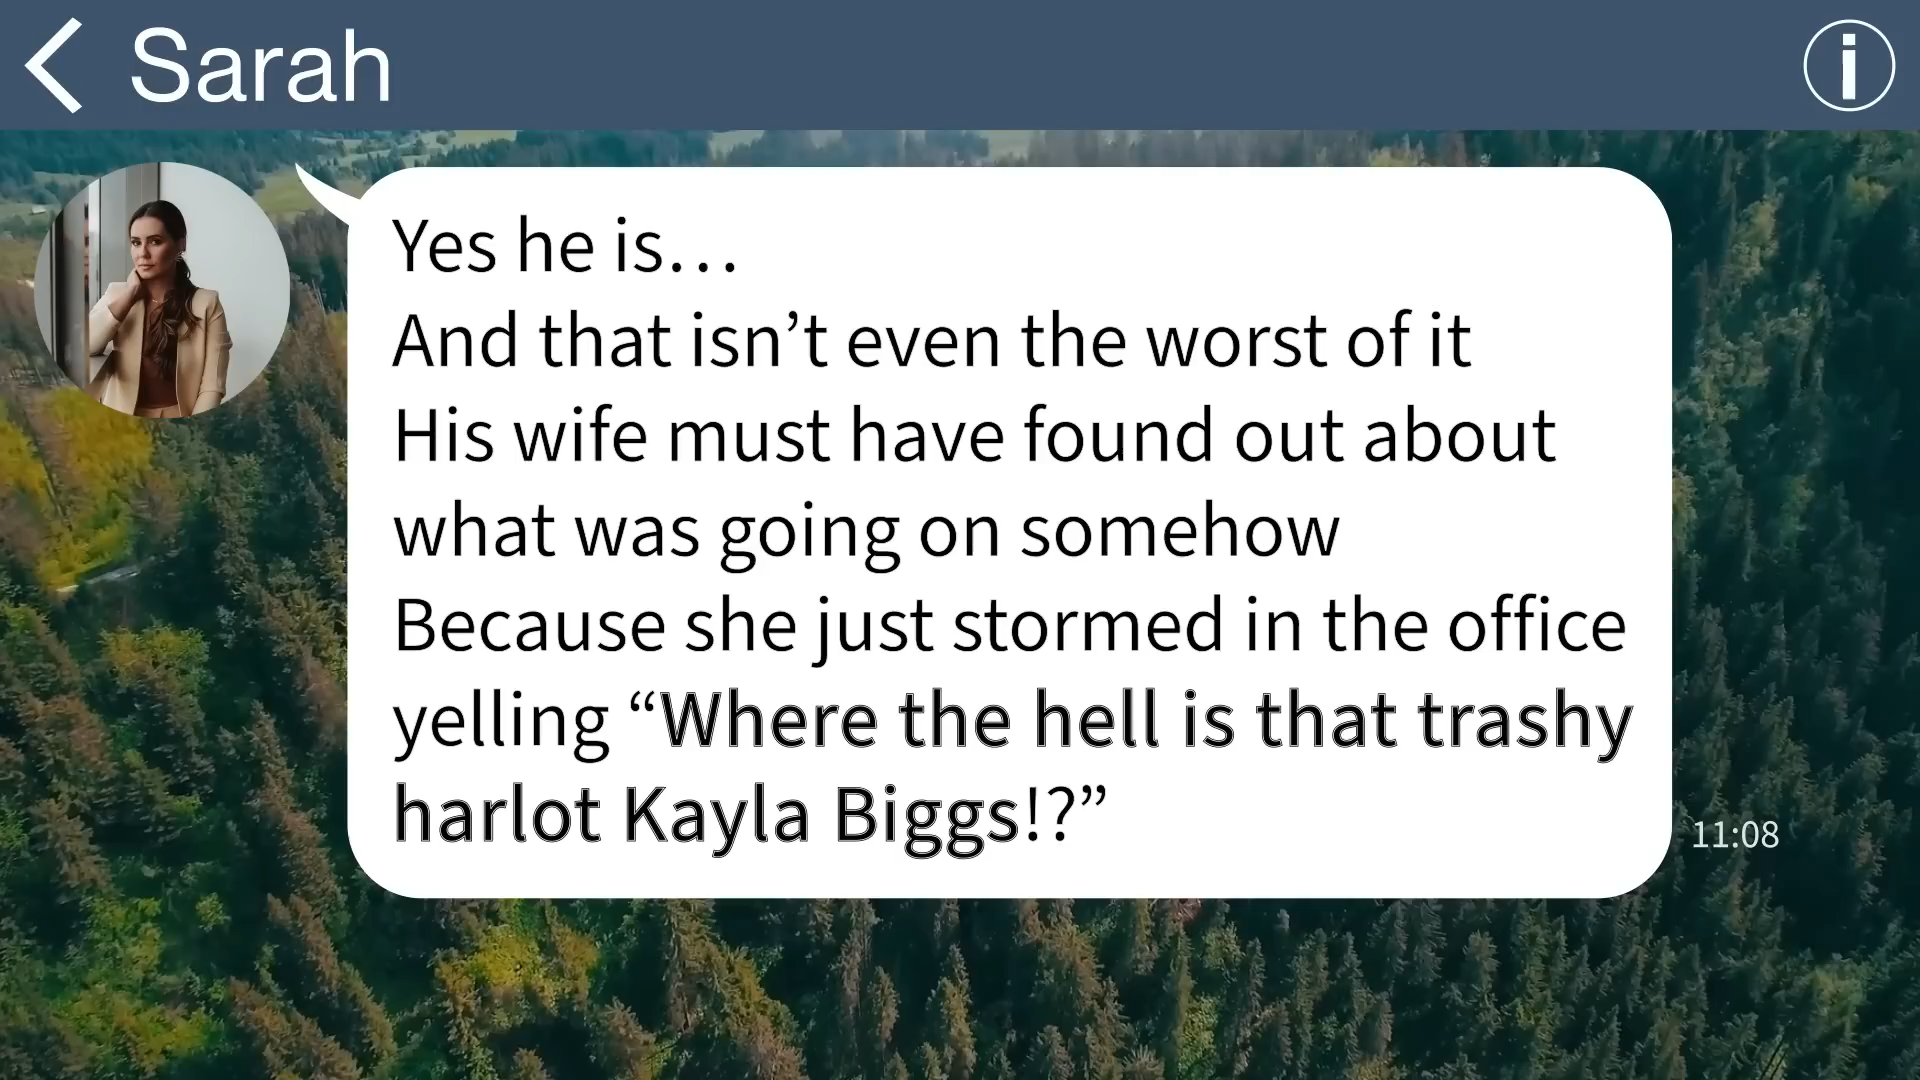 Sarah
Yes he is…
And that isn’t even the worst of it
His wife must have found out about
what was going on somehow
Because she just stormed in the office
yelling “Where the hell is that trashy
harlot Kayla Biggs!?”
11:08